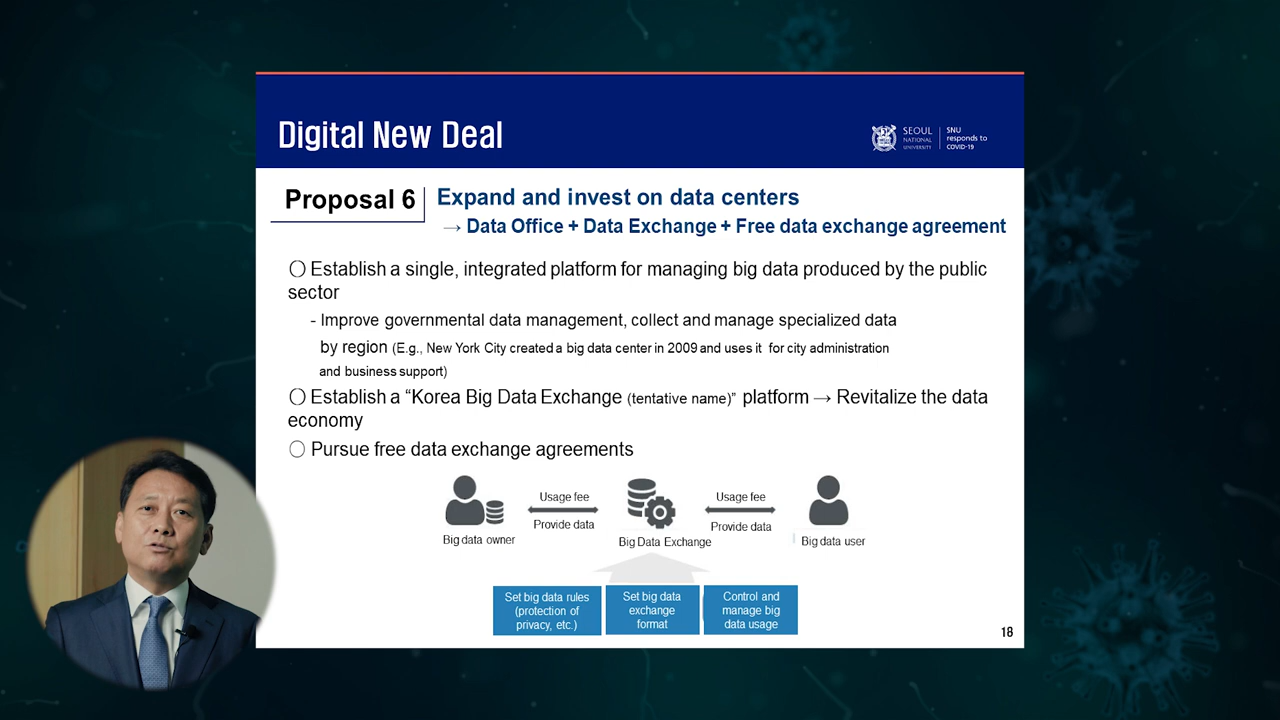 Digital New Deal
SEOUL
NATIONAL
UNIVERSITY
SNU
responds to
COVID-19
Proposal 6
Expand and invest on data centers
→ Data Office + Data Exchange + Free data exchange agreement
○ Establish a single, integrated platform for managing big data produced by the public
sector
- Improve governmental data management, collect and manage specialized data
by region (E.g., New York City created a big data center in 2009 and uses it for city administration
and business support)
○ Establish a “Korea Big Data Exchange (tentative name)” platform → Revitalize the data
economy
○ Pursue free data exchange agreements
Usage fee
Provide data
Usage fee
Provide data
Big data owner
Big Data Exchange
Big data user
Set big data rules
(protection of
privacy, etc.)
Set big data
exchange
format
Control and
manage big
data usage
18